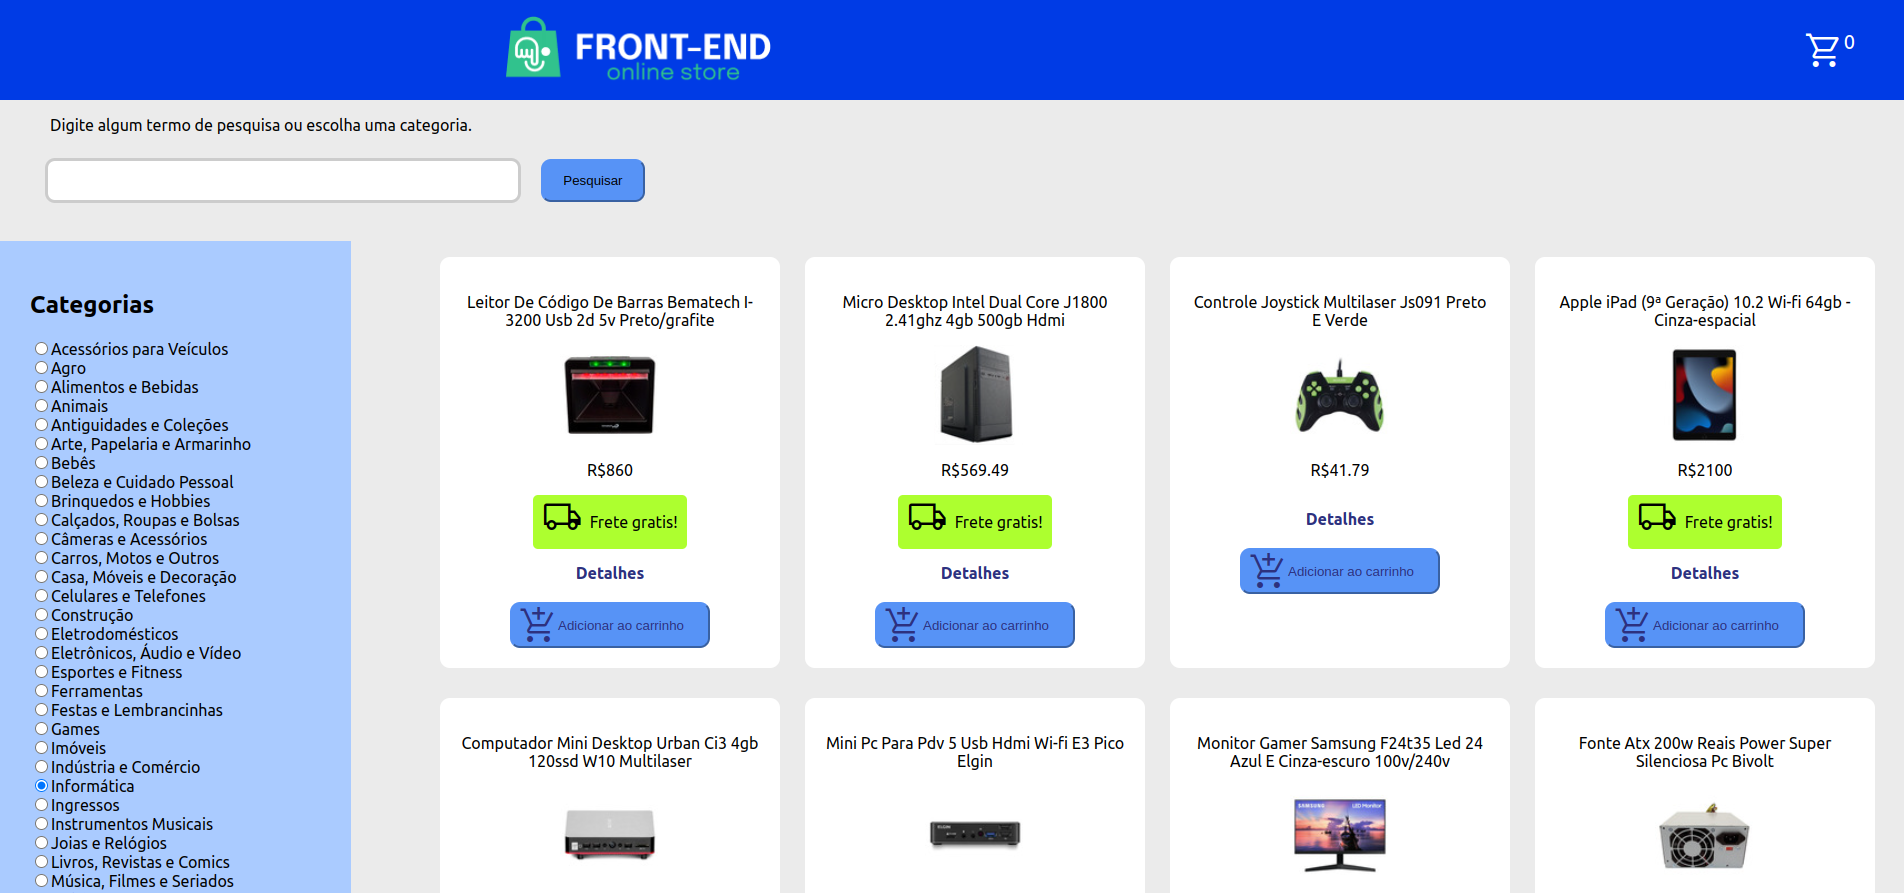 FRONT-END
online store
0
Digite algum termo de pesquisa ou escolha uma categoria.
Pesquisar
Categorias
Acessórios para Veículos
Agro
Alimentos e Bebidas
Animais
Antiguidades e Coleções
Arte, Papelaria e Armarinho
Bebês
Beleza e Cuidado Pessoal
Brinquedos e Hobbies
Calçados, Roupas e Bolsas
Câmeras e Acessórios
Carros, Motos e Outros
Casa, Móveis e Decoração
Celulares e Telefones
Construção
Eletrodomésticos
Eletrônicos, Áudio e Vídeo
Esportes e Fitness
Ferramentas
Festas e Lembrancinhas
Games
Imóveis
Indústria e Comércio
Informática
Ingressos
Instrumentos Musicais
Joias e Relógios
Livros, Revistas e Comics
Música, Filmes e Seriados
Leitor De Código De Barras Bematech I-
3200 Usb 2d 5v Preto/grafite
R$860
Frete gratis!
Detalhes
Adicionar ao carrinho
Micro Desktop Intel Dual Core J1800
2.41ghz 4gb 500gb Hdmi
R$569.49
Frete gratis!
Detalhes
Adicionar ao carrinho
Controle Joystick Multilaser Js091 Preto
E Verde
R$41.79
Detalhes
Adicionar ao carrinho
Apple iPad (9ª Geração) 10.2 Wi-fi 64gb -
Cinza-espacial
R$2100
Frete gratis!
Detalhes
Adicionar ao carrinho
Computador Mini Desktop Urban Ci3 4gb
120ssd W10 Multilaser
Mini Pc Para Pdv 5 Usb Hdmi Wi-fi E3 Pico
Elgin
ELGIN
Monitor Gamer Samsung F24t35 Led 24
Azul E Cinza-escuro 100v/240v
SAMSUNG
LED Monitor
Fonte Atx 200w Reais Power Super
Silenciosa Pc Bivolt